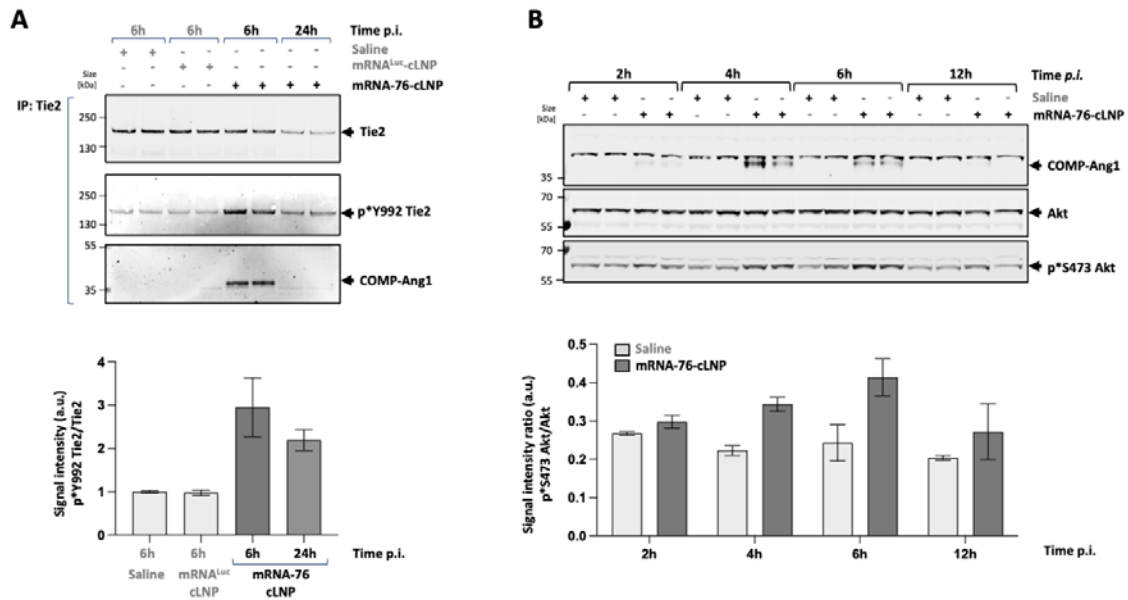 A
6h 6h 6h 24h Time p.i.
+ + - - - - - - Saline
- - + + - - - - mRNALuc-cLNP
- - - - + + + + mRNA-76-cLNP
Size
[kDa]
IP: Tie2
250
130
Tie2
250
130
p*Y992 Tie2
55
35
COMP-Ang1
Signal intensity (a.u.)
p*Y992 Tie2/Tie2
4
3
2
1
0
6h 6h 6h 24h Time p.i.
Saline mRNALuc cLNP mRNA-76 cLNP
B
2h 4h 6h 12h Time p.i.
+ + - - + + - - + + - - + + - - Saline
- - + + - - + + - - + + - - + + mRNA-76-cLNP
Size
[kDa]
35
COMP-Ang1
70
55
Akt
70
55
p*S473 Akt
Signal intensity ratio (a.u.)
p*S473 Akt/Akt
0.5
0.4
0.3
0.2
0.1
0.0
Saline
mRNA-76-cLNP
2h 4h 6h 12h Time p.i.